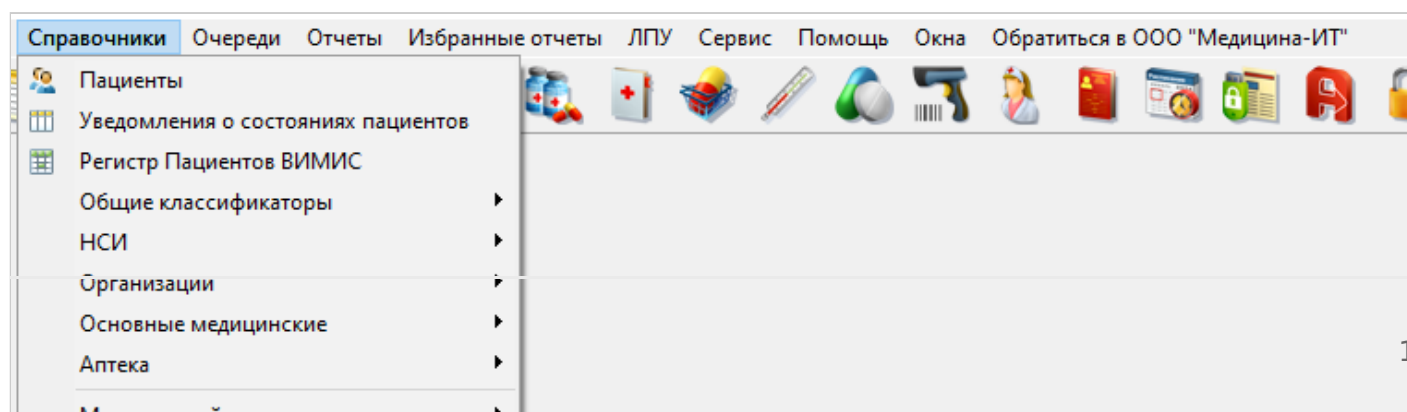 Справочники Очереди Отчеты Избранные отчеты ЛПУ Сервис Помощь Окна Обратиться в ООО "Медицина-ИТ"
Пациенты
Уведомления о состояниях пациентов
Регистр Пациентов ВИМИС
Общие классификаторы
НСИ
Организации
Основные медицинские
Аптека
1